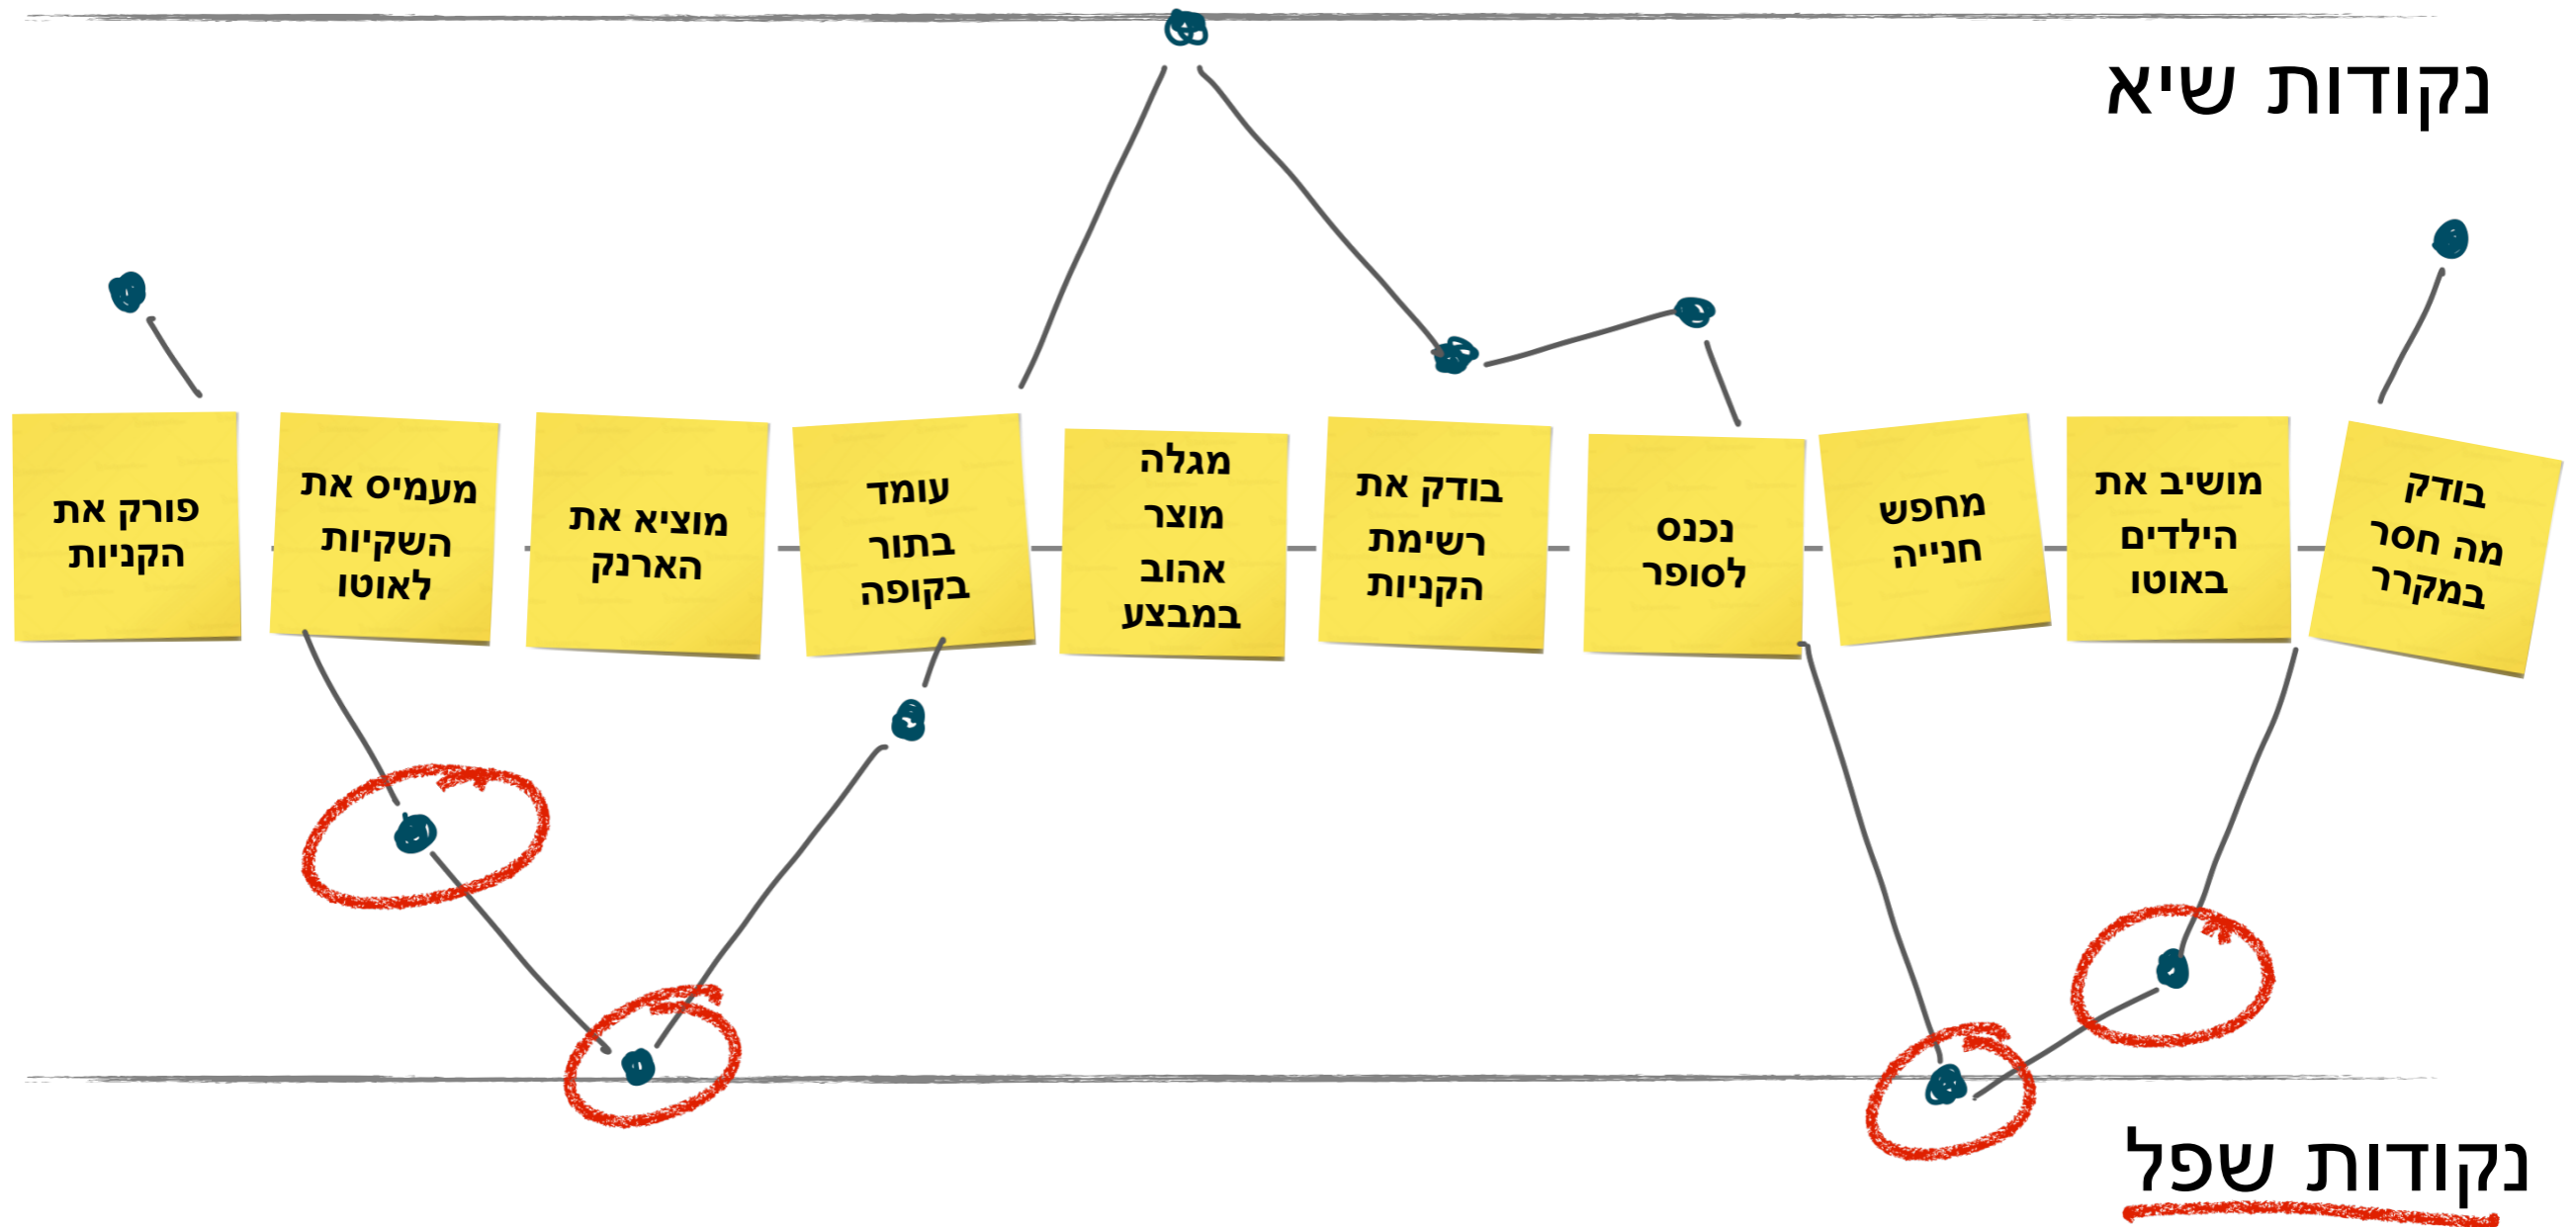 נקודות שיא
בודק
מה חסר
במקרר
מושיב את
הילדים
באוטו
מחפש
חנייה
נכנס
לסופר
בודק את
רשימת
הקניות
מגלה
מוצר
אהוב
במבצע
עומד
בתור
בקופה
מוציא את
הארנק
מעמיס את
השקיות
לאוטו
פורק את
הקניות
נקודות שפל